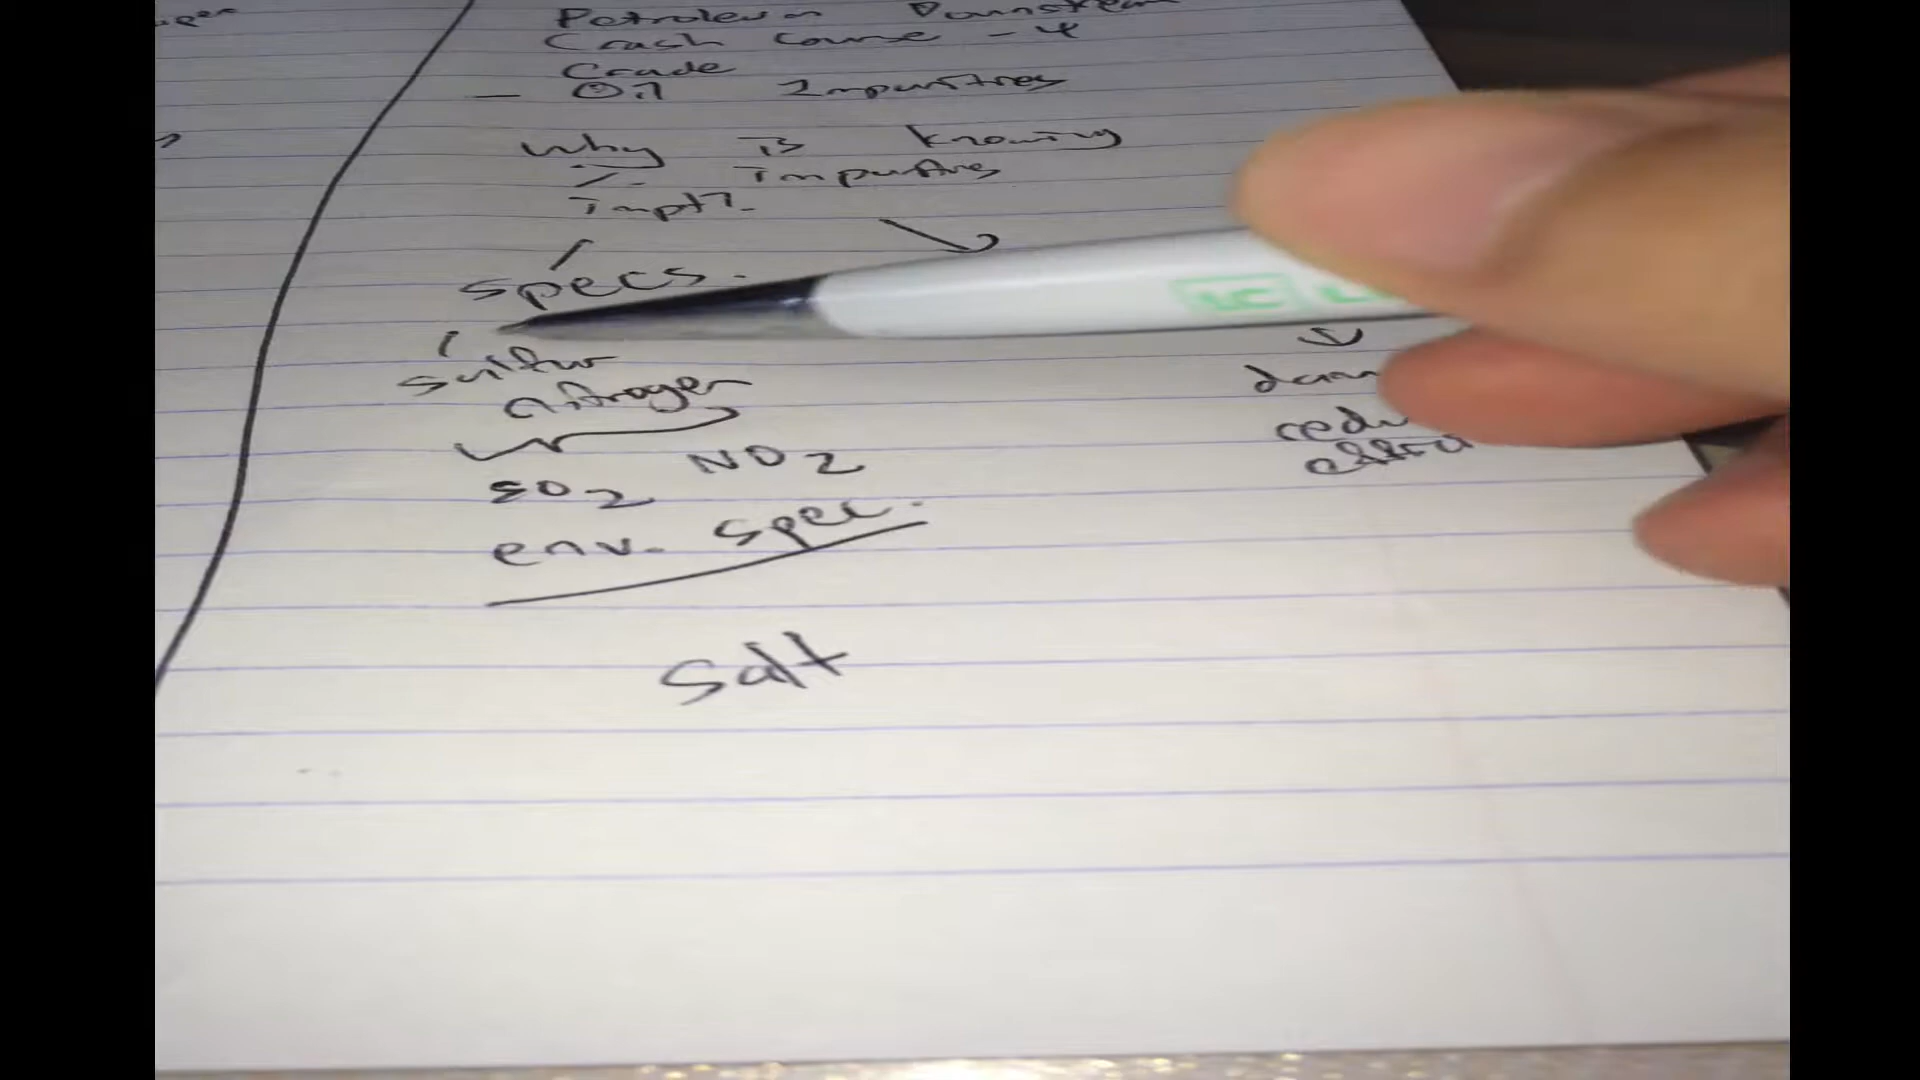 Petroleum Downstream
Crash Course - 4
Crude
- Oil Impurities
Why is knowing
impurities
impt?
specs.
sulfur
nitrogen
SO2 NO2
env. spec.
salt